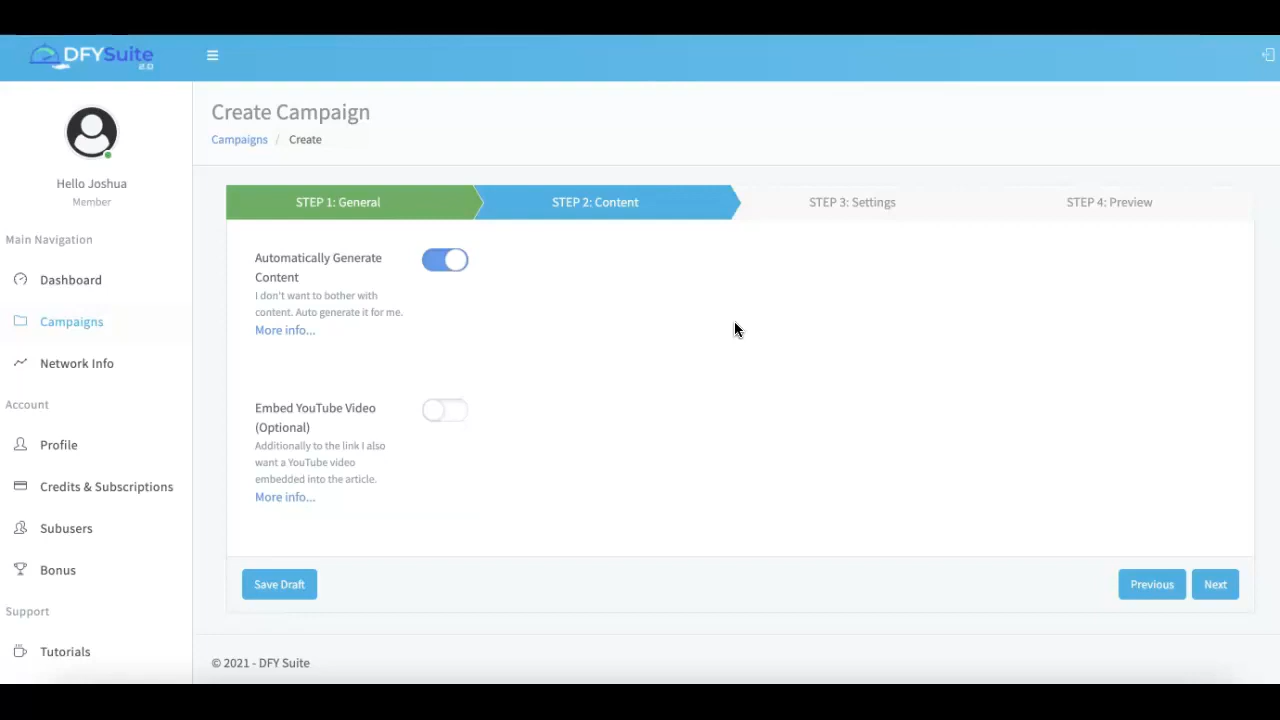 DFYSuite
2.0
Hello Joshua
Member
Main Navigation
Dashboard
Campaigns
Network Info
Account
Profile
Credits & Subscriptions
Subusers
Bonus
Support
Tutorials
Create Campaign
Campaigns / Create
STEP 1: General
STEP 2: Content
STEP 3: Settings
STEP 4: Preview
Automatically Generate
Content
I don't want to bother with
content. Auto generate it for me.
More info...
Embed YouTube Video
(Optional)
Additionally to the link I also
want a YouTube video
embedded into the article.
More info...
Save Draft
Previous
Next
© 2021 - DFY Suite